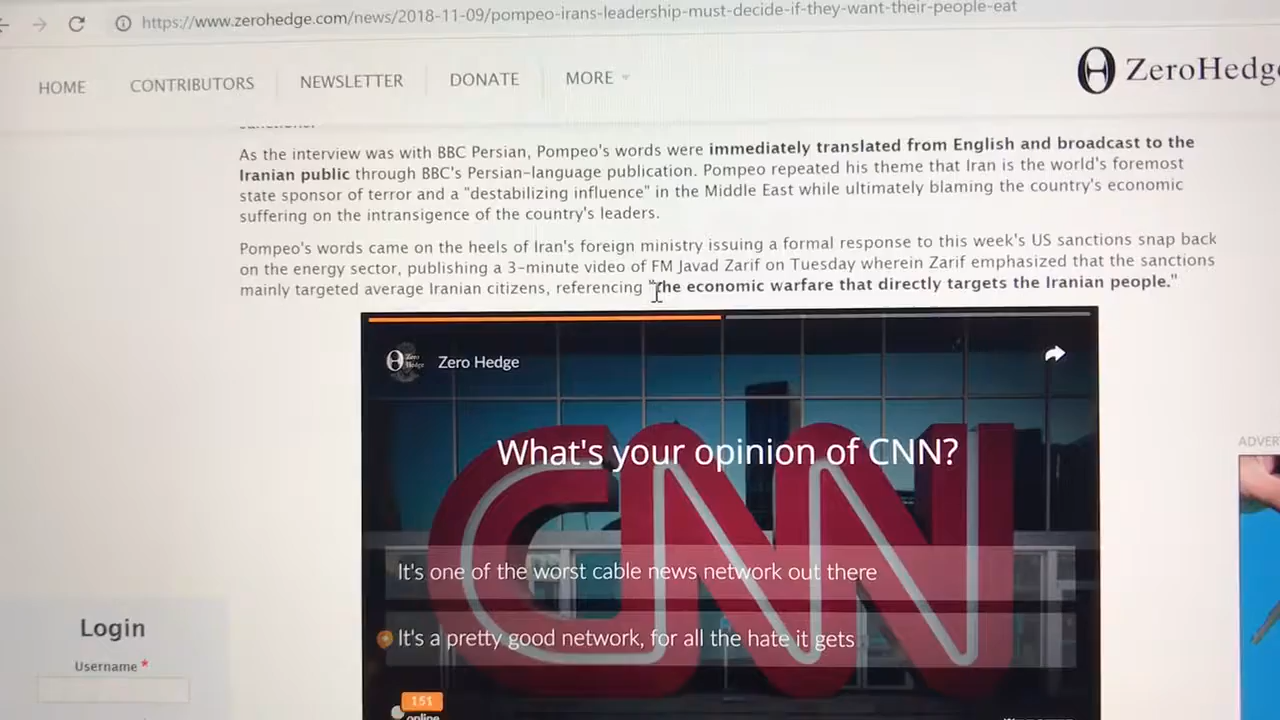 https://www.zerohedge.com/news/2018-11-09/pompeo-irans-leadership-must-decide-if-they-want-their-people-eat
HOME CONTRIBUTORS NEWSLETTER DONATE MORE
ZeroHedge
As the interview was with BBC Persian, Pompeo's words were immediately translated from English and broadcast to the
Iranian public through BBC's Persian-language publication. Pompeo repeated his theme that Iran is the world's foremost
state sponsor of terror and a "destabilizing influence" in the Middle East while ultimately blaming the country's economic
suffering on the intransigence of the country's leaders.
Pompeo's words came on the heels of Iran's foreign ministry issuing a formal response to this week's US sanctions snap back
on the energy sector, publishing a 3-minute video of FM Javad Zarif on Tuesday wherein Zarif emphasized that the sanctions
mainly targeted average Iranian citizens, referencing "the economic warfare that directly targets the Iranian people."
Zero Hedge
What's your opinion of CNN?
CNN
It's one of the worst cable news network out there
It's a pretty good network, for all the hate it gets
151
online
ADVER
Login
Username *